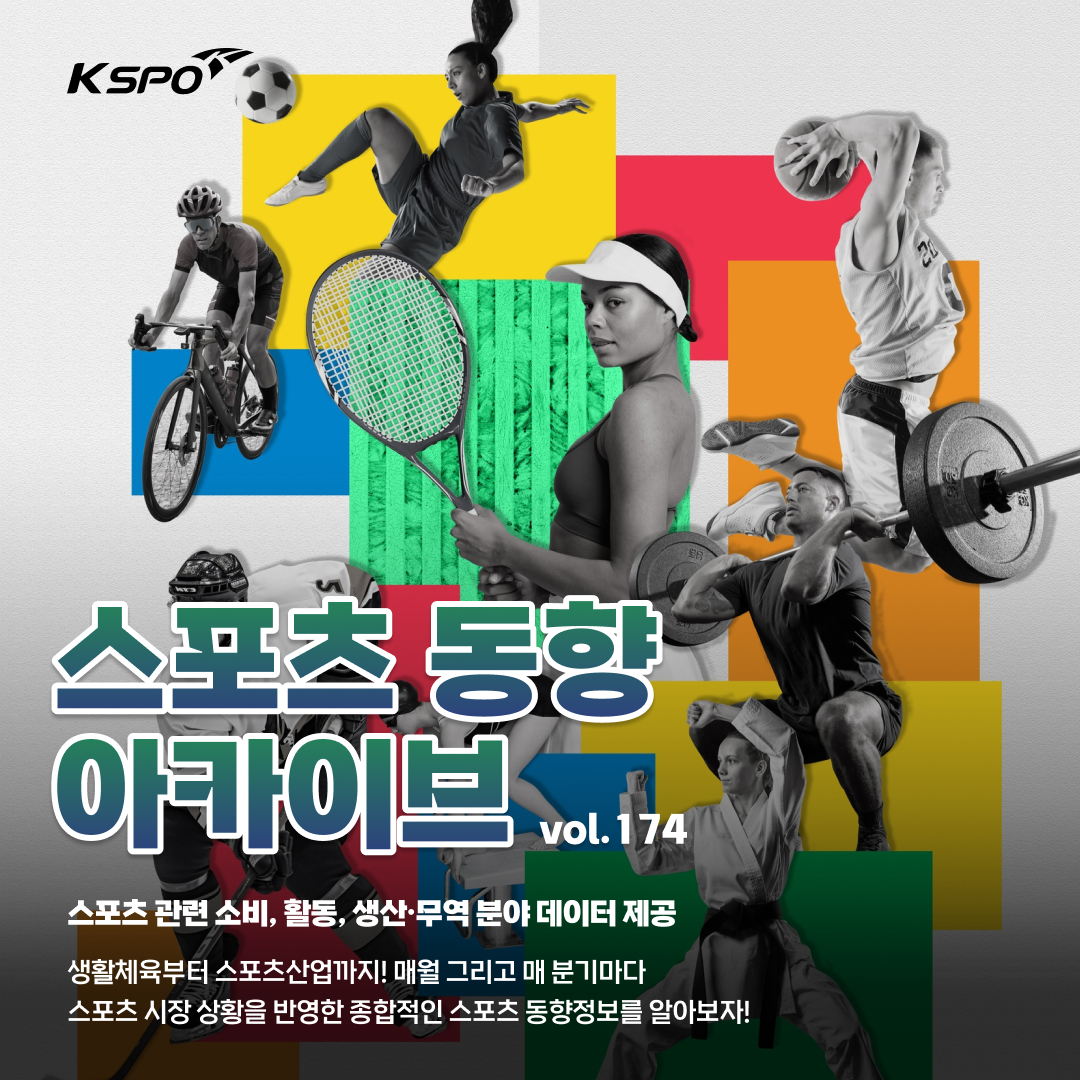 KSPO
스포츠 동향
아카이브 vol. 174
스포츠 관련 소비, 활동, 생산·무역 분야 데이터 제공
생활체육부터 스포츠산업까지! 매월 그리고 매 분기마다
스포츠 시장 상황을 반영한 종합적인 스포츠 동향정보를 알아보자!